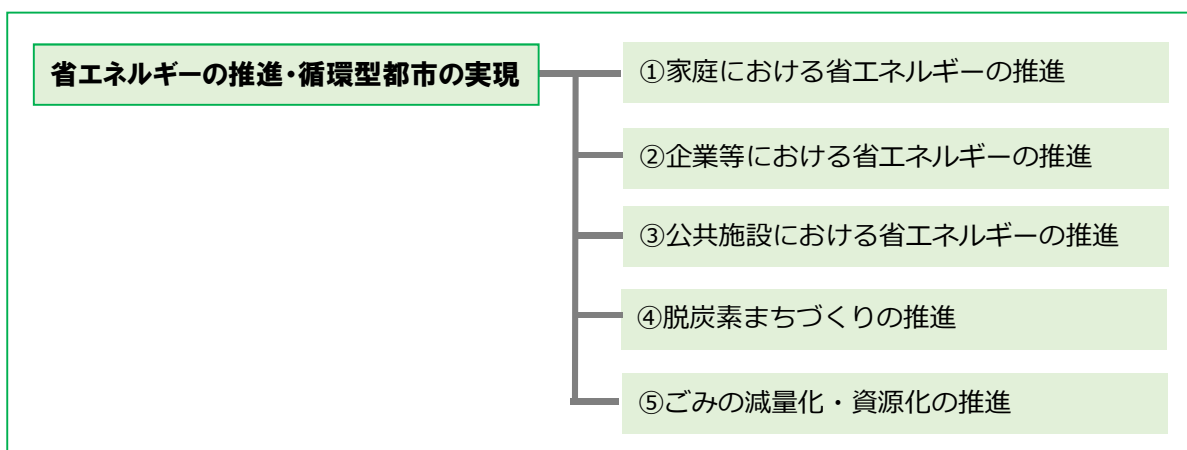 省エネルギーの推進・循環型都市の実現
①家庭における省エネルギーの推進
②企業等における省エネルギーの推進
③公共施設における省エネルギーの推進
④脱炭素まちづくりの推進
⑤ごみの減量化・資源化の推進